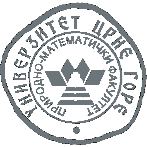 УНИВЕРЗИТЕТ ЦРНЕ ГОРЕ
ПРИРОДНО-МАТЕМАТИЧКИ ФАКУЛТЕТ